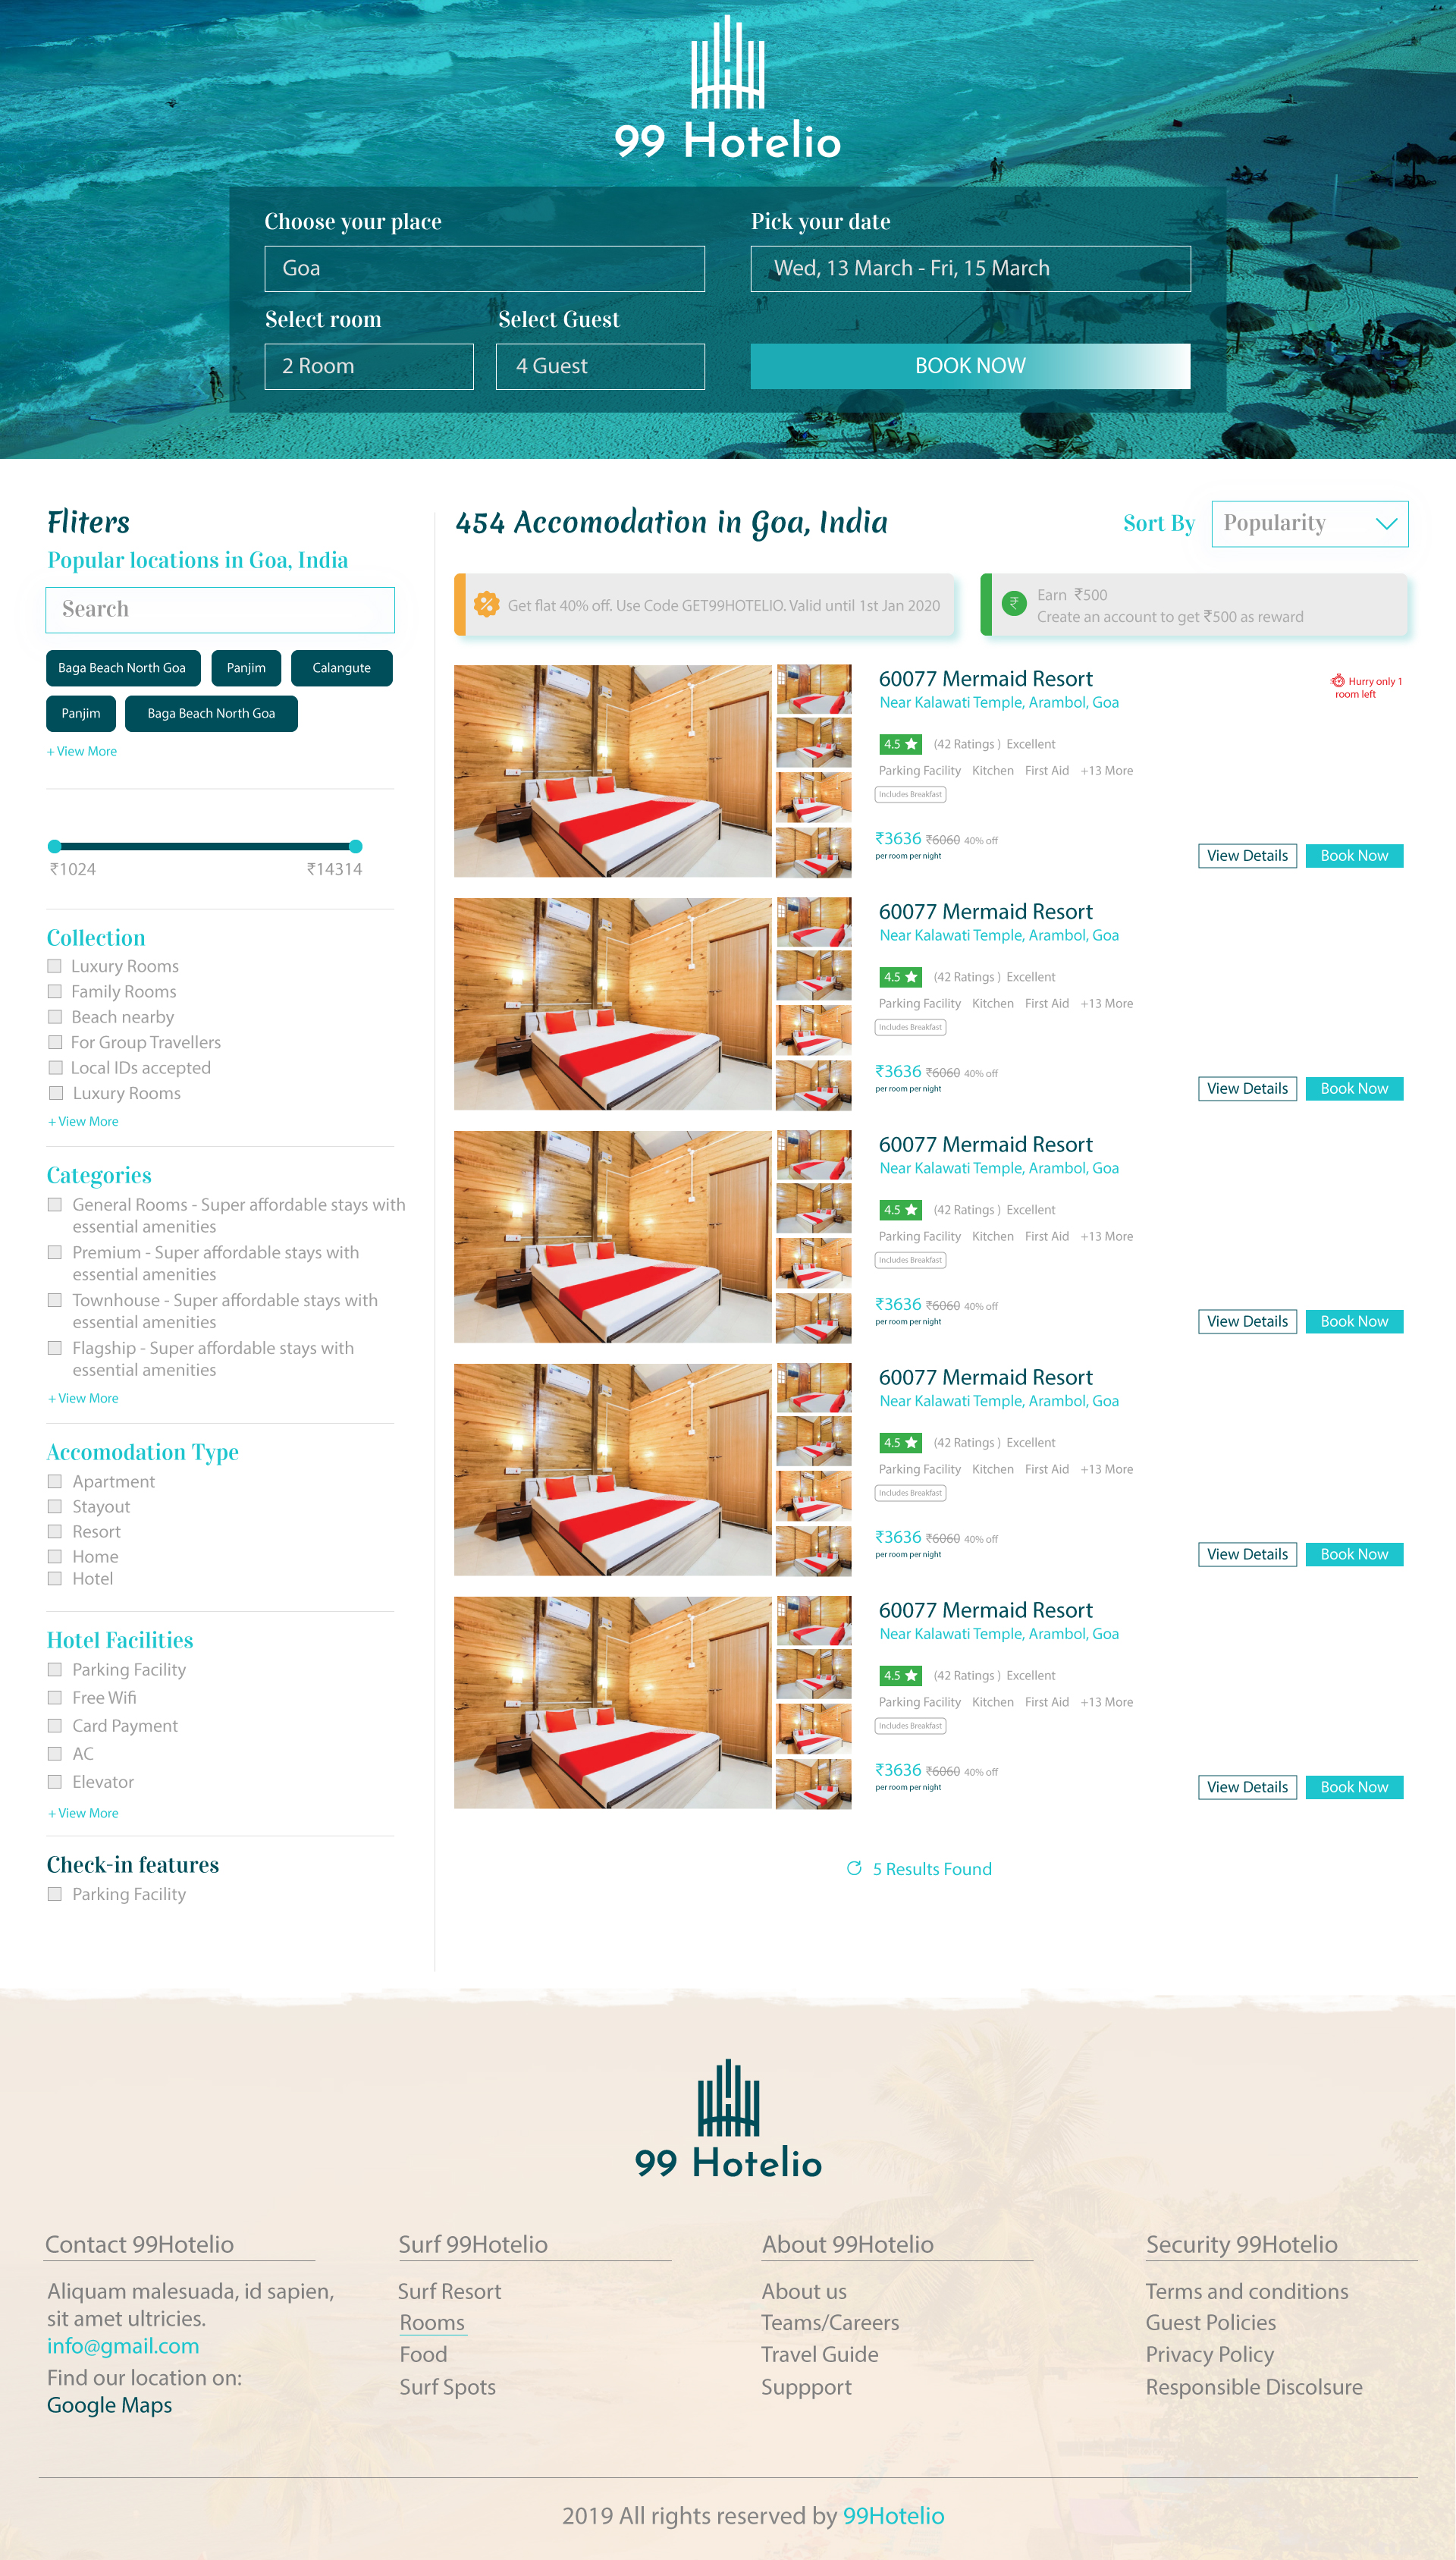 99 Hotelio
Choose your place
Pick your date
Goa
Wed, 13 March - Fri, 15 March
Select room
Select Guest
2 Room
4 Guest
BOOK NOW
Fliters
Popular locations in Goa, India
Search
Baga Beach North Goa
Panjim
Calangute
Panjim
Baga Beach North Goa
+ View More
₹1024
₹14314
Collection
Luxury Rooms
Family Rooms
Beach nearby
For Group Travellers
Local IDs accepted
Luxury Rooms
+ View More
Categories
General Rooms - Super affordable stays with
essential amenities
Premium - Super affordable stays with
essential amenities
Townhouse - Super affordable stays with
essential amenities
Flagship - Super affordable stays with
essential amenities
+ View More
Accomodation Type
Apartment
Stayout
Resort
Home
Hotel
Hotel Facilities
Parking Facility
Free Wifi
Card Payment
AC
Elevator
+ View More
Check-in features
Parking Facility
454 Accomodation in Goa, India
Sort By
Popularity
Get flat 40% off. Use Code GET99HOTELIO. Valid until 1st Jan 2020
₹
Earn ₹500
Create an account to get ₹500 as reward
60077 Mermaid Resort
Near Kalawati Temple, Arambol, Goa
Hurry only 1
room left
4.5 ★ (42 Ratings ) Excellent
Parking Facility Kitchen First Aid +13 More
Includes Breakfast
₹3636 ₹6060 40% off
per room per night
View Details
Book Now
60077 Mermaid Resort
Near Kalawati Temple, Arambol, Goa
4.5 ★ (42 Ratings ) Excellent
Parking Facility Kitchen First Aid +13 More
Includes Breakfast
₹3636 ₹6060 40% off
per room per night
View Details
Book Now
60077 Mermaid Resort
Near Kalawati Temple, Arambol, Goa
4.5 ★ (42 Ratings ) Excellent
Parking Facility Kitchen First Aid +13 More
Includes Breakfast
₹3636 ₹6060 40% off
per room per night
View Details
Book Now
60077 Mermaid Resort
Near Kalawati Temple, Arambol, Goa
4.5 ★ (42 Ratings ) Excellent
Parking Facility Kitchen First Aid +13 More
Includes Breakfast
₹3636 ₹6060 40% off
per room per night
View Details
Book Now
60077 Mermaid Resort
Near Kalawati Temple, Arambol, Goa
4.5 ★ (42 Ratings ) Excellent
Parking Facility Kitchen First Aid +13 More
Includes Breakfast
₹3636 ₹6060 40% off
per room per night
View Details
Book Now
5 Results Found
99 Hotelio
Contact 99Hotelio
Aliquam malesuada, id sapien,
sit amet ultricies.
info@gmail.com
Find our location on:
Google Maps
Surf 99Hotelio
Surf Resort
Rooms
Food
Surf Spots
About 99Hotelio
About us
Teams/Careers
Travel Guide
Suppport
Security 99Hotelio
Terms and conditions
Guest Policies
Privacy Policy
Responsible Discolsure
2019 All rights reserved by 99Hotelio